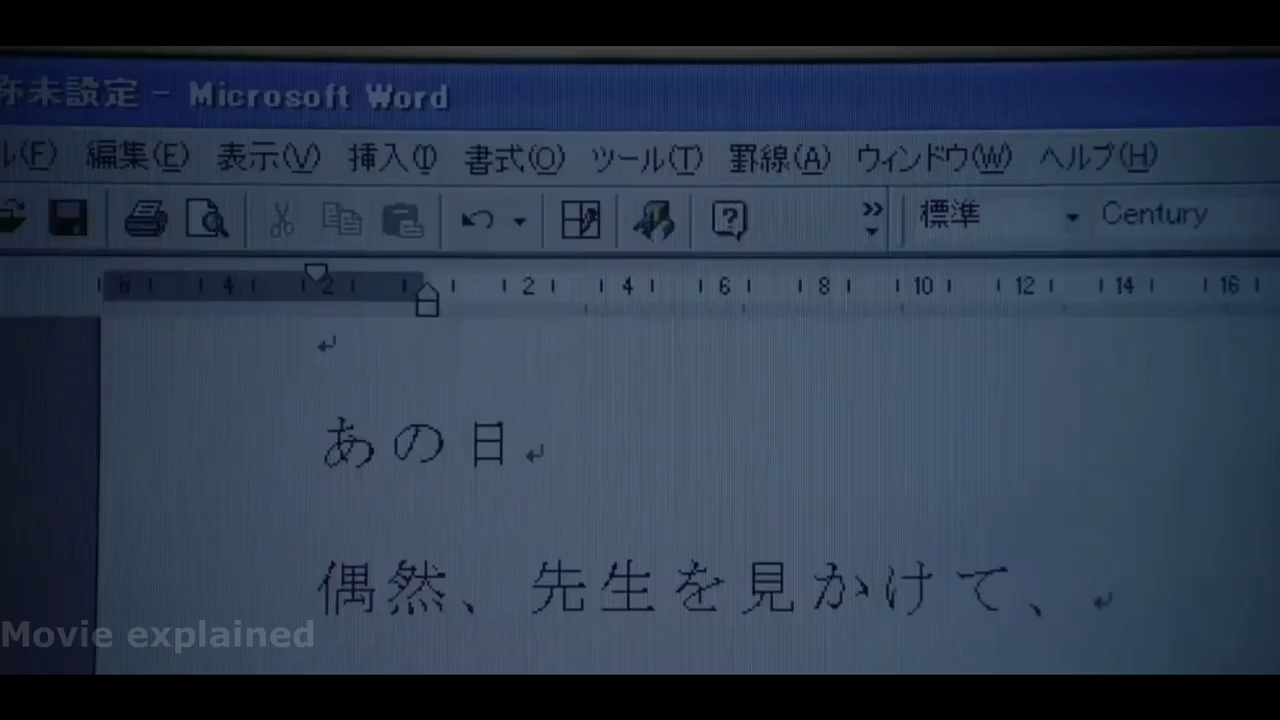 称未設定 - Microsoft Word
ル(F) 編集(E) 表示(V) 挿入(I) 書式(O) ツール(T) 罫線(A) ウィンドウ(W) ヘルプ(H)
標準 Century
6 4 2 2 4 6 8 10 12 14 16
あの日
偶然、先生を見かけて、
Movie explained